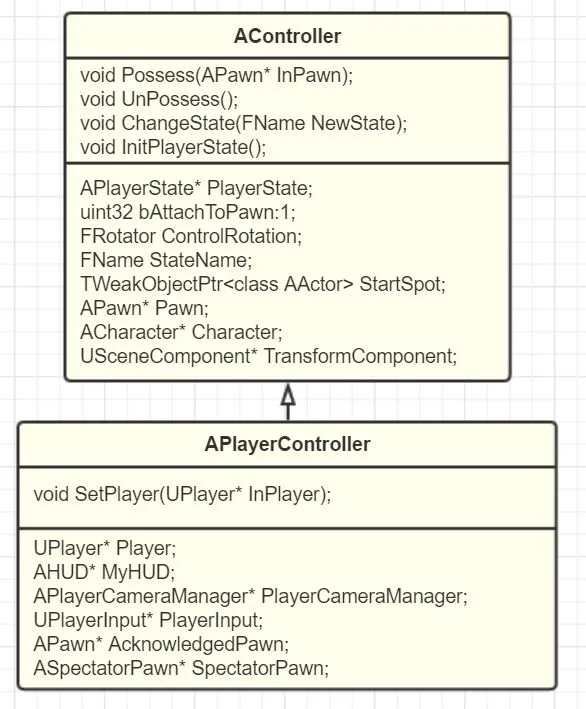 AController
void Possess(APawn* InPawn);
void UnPossess();
void ChangeState(FName NewState);
void InitPlayerState();
APlayerState* PlayerState;
uint32 bAttachToPawn:1;
FRotator ControlRotation;
FName StateName;
TWeakObjectPtr<class AActor> StartSpot;
APawn* Pawn;
ACharacter* Character;
USceneComponent* TransformComponent;
APlayerController
void SetPlayer(UPlayer* InPlayer);
UPlayer* Player;
AHUD* MyHUD;
APlayerCameraManager* PlayerCameraManager;
UPlayerInput* PlayerInput;
APawn* AcknowledgedPawn;
ASpectatorPawn* SpectatorPawn;